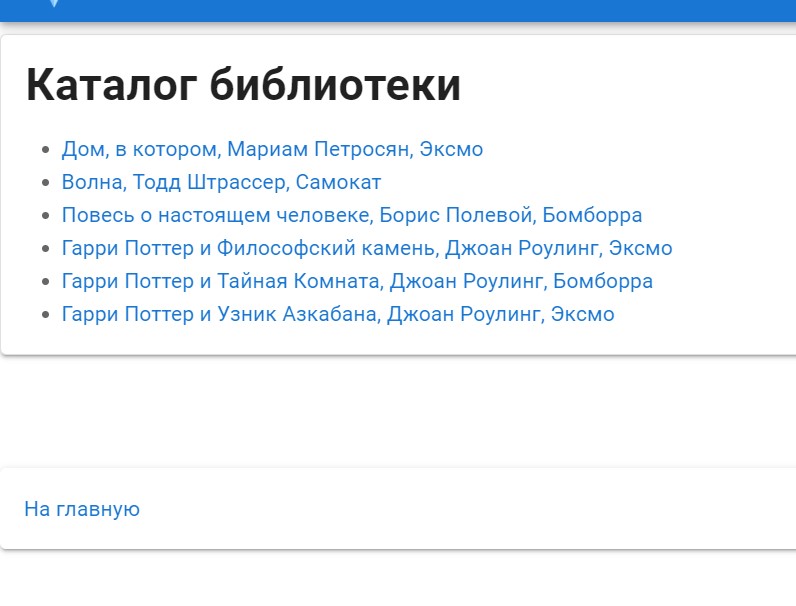 Каталог библиотеки
Дом, в котором, Мариам Петросян, Эксмо
Волна, Тодд Штрассер, Самокат
Повесь о настоящем человеке, Борис Полевой, Бомборра
Гарри Поттер и Философский камень, Джоан Роулинг, Эксмо
Гарри Поттер и Тайная Комната, Джоан Роулинг, Бомборра
Гарри Поттер и Узник Азкабана, Джоан Роулинг, Эксмо
На главную